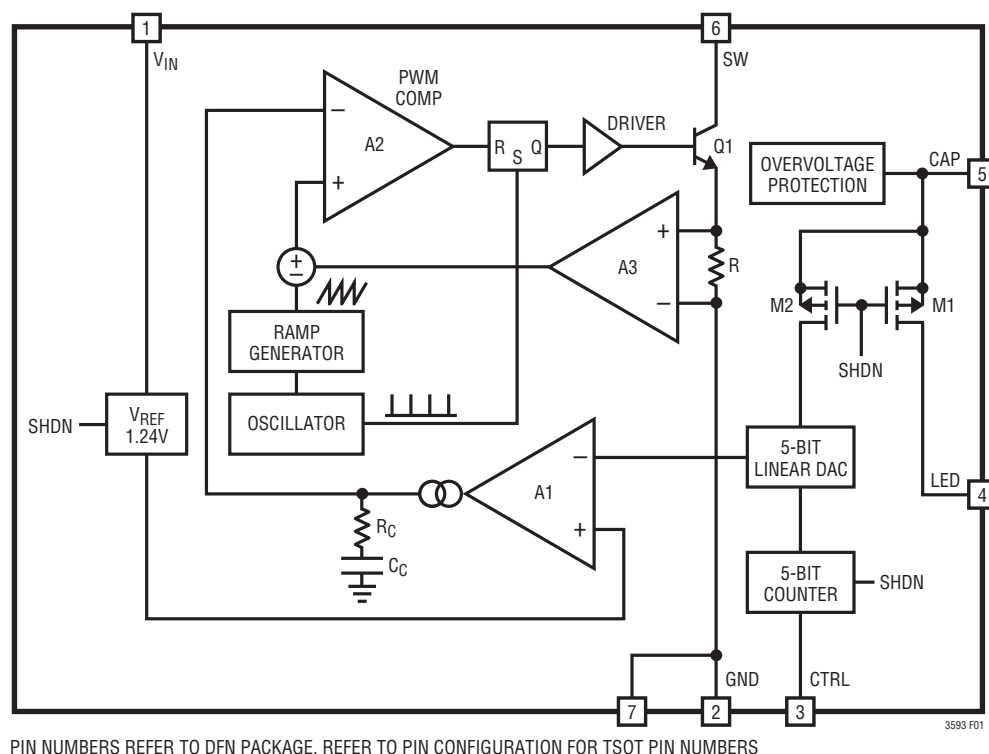 1
V_IN
6
SW
PWM
COMP
−
A2
+
R S Q
DRIVER
Q1
OVERVOLTAGE
PROTECTION
CAP
5
+
−
A3
+
−
R
M2
M1
SHDN
RAMP
GENERATOR
OSCILLATOR
SHDN
V_REF
1.24V
5-BIT
LINEAR DAC
−
A1
+
LED
4
R_C
C_C
5-BIT
COUNTER
SHDN
GND
CTRL
7
2
3
3593 F01
PIN NUMBERS REFER TO DFN PACKAGE. REFER TO PIN CONFIGURATION FOR TSOT PIN NUMBERS